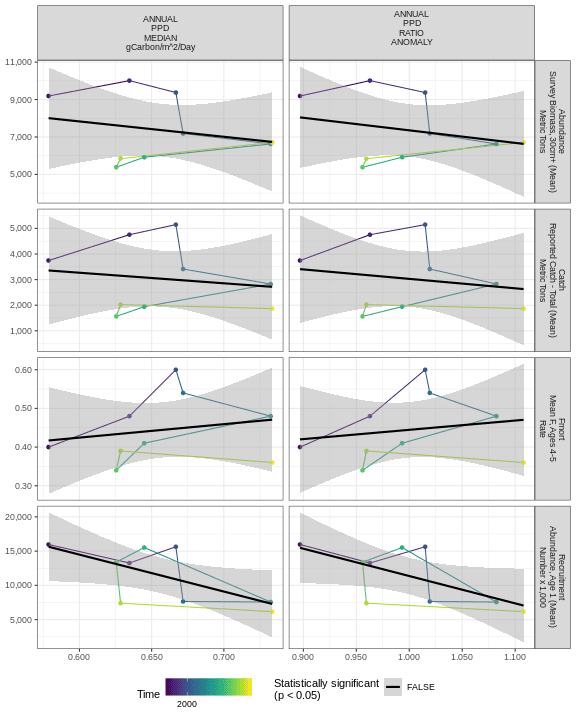 ANNUAL
PPD
MEDIAN
gCarbon/m^2/Day
ANNUAL
PPD
RATIO
ANOMALY
11,000
9,000
7,000
5,000
Abundance
Survey Biomass, 30cm+ (Mean)
Metric Tons
5,000
4,000
3,000
2,000
1,000
Catch
Reported Catch - Total (Mean)
Metric Tons
0.60
0.50
0.40
0.30
Fmort
Mean F, Ages 4-5
Rate
20,000
15,000
10,000
5,000
Recruitment
Abundance, Age 1 (Mean)
Number x 1,000
0.600
0.650
0.700
0.900
0.950
1.000
1.050
1.100
Time
2000
Statistically significant
(p < 0.05)
FALSE